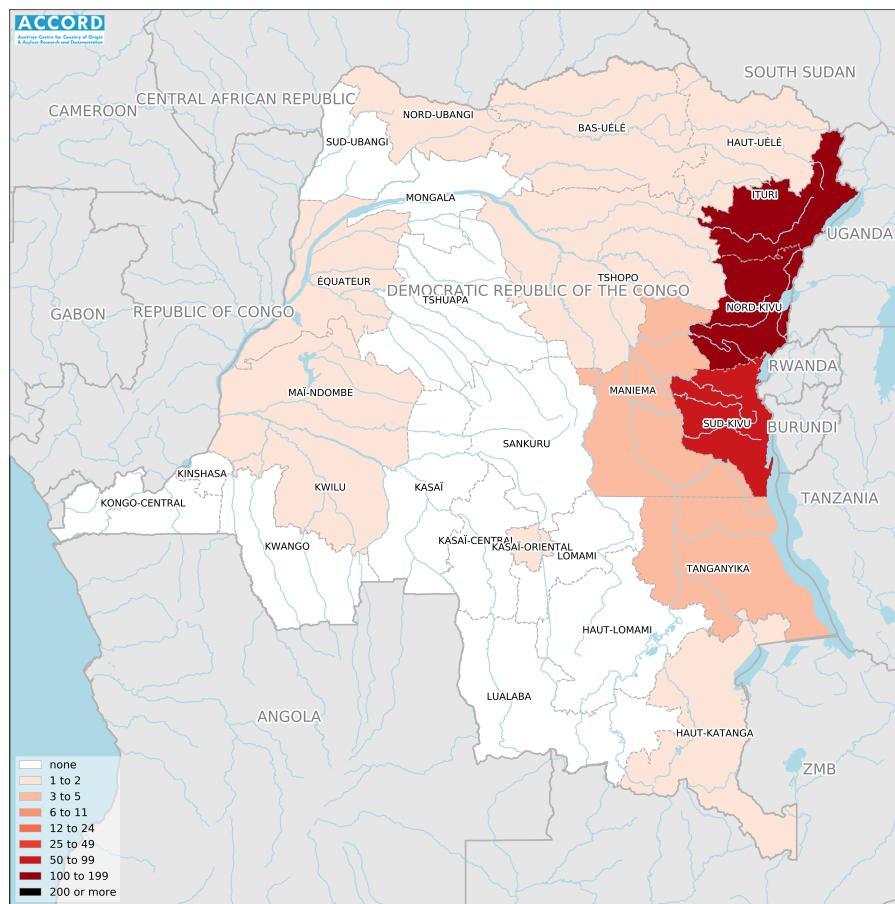 ACCORD
Austrian Centre for Country of Origin
& Asylum Research and Documentation
SOUTH SUDAN
CENTRAL AFRICAN REPUBLIC
CAMEROON
NORD-UBANGI
BAS-UÉLÉ
SUD-UBANGI
HAUT-UÉLÉ
ITURI
MONGALA
UGANDA
TSHOPO
ÉQUATEUR
DEMOCRATIC REPUBLIC OF THE CONGO
TSHUAPA
NORD-KIVU
REPUBLIC OF CONGO
GABON
RWANDA
MANIEMA
MAÏ-NDOMBE
SUD-KIVU
BURUNDI
SANKURU
KINSHASA
KWILU
KASAÏ
TANZANIA
KONGO-CENTRAL
KASAÏ-CENTRAL
KASAÏ-ORIENTAL
KWANGO
LOMAMI
TANGANYIKA
HAUT-LOMAMI
LUALABA
ANGOLA
HAUT-KATANGA
ZMB
none
1 to 2
3 to 5
6 to 11
12 to 24
25 to 49
50 to 99
100 to 199
200 or more